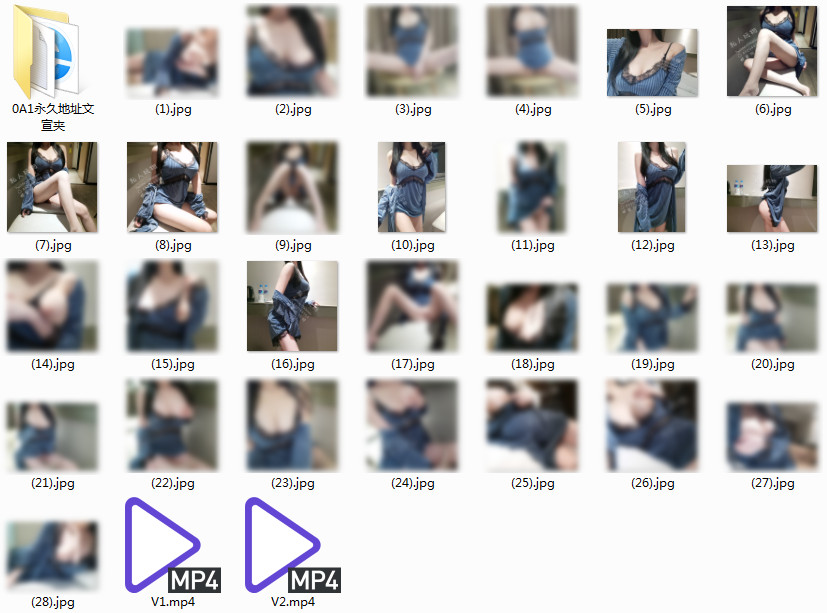 0A1永久地址文
宣夹
(1).jpg
(2).jpg
(3).jpg
(4).jpg
(5).jpg
(6).jpg
(7).jpg
(8).jpg
(9).jpg
(10).jpg
(11).jpg
(12).jpg
(13).jpg
(14).jpg
(15).jpg
(16).jpg
(17).jpg
(18).jpg
(19).jpg
(20).jpg
(21).jpg
(22).jpg
(23).jpg
(24).jpg
(25).jpg
(26).jpg
(27).jpg
(28).jpg
MP4
V1.mp4
MP4
V2.mp4